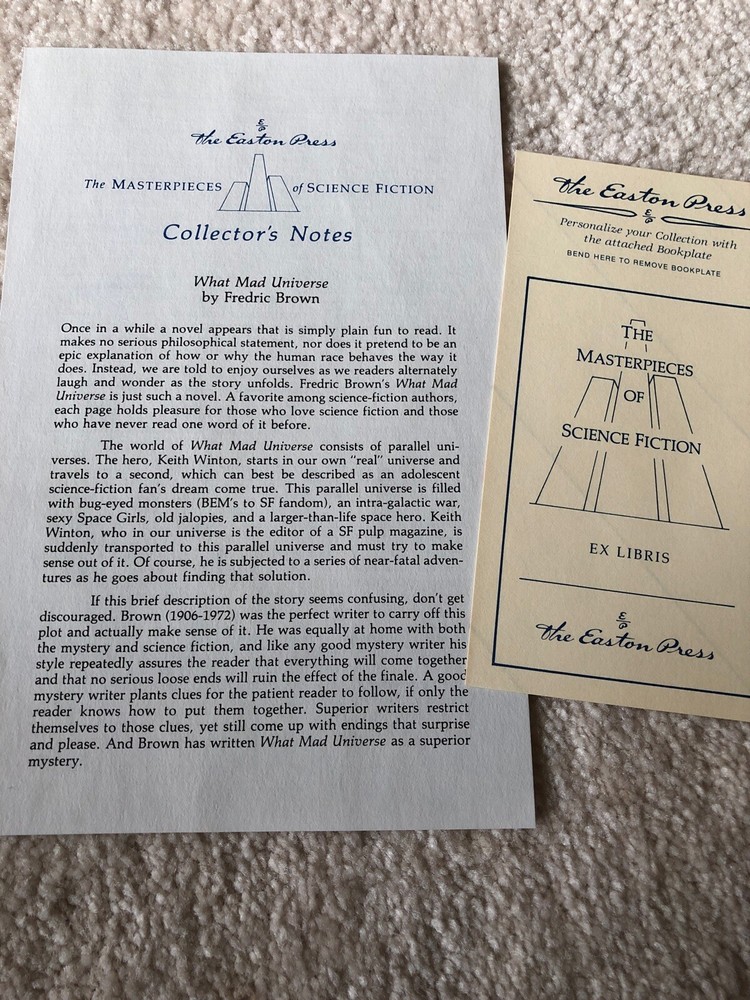 The Easton Press
The MASTERPIECES of SCIENCE FICTION
Collector's Notes
What Mad Universe
by Fredric Brown
Once in a while a novel appears that is simply plain fun to read. It
makes no serious philosophical statement, nor does it pretend to be an
epic explanation of how or why the human race behaves the way it
does. Instead, we are told to enjoy ourselves as we readers alternately
laugh and wonder as the story unfolds. Fredric Brown's What Mad
Universe is just such a novel. A favorite among science-fiction authors,
each page holds pleasure for those who love science fiction and those
who have never read one word of it before.
The world of What Mad Universe consists of parallel uni-
verses. The hero, Keith Winton, starts in our own "real" universe and
travels to a second, which can best be described as an adolescent
science-fiction fan's dream come true. This parallel universe is filled
with bug-eyed monsters (BEM's to SF fandom), an intra-galactic war,
sexy Space Girls, old jalopies, and a larger-than-life space hero. Keith
Winton, who in our universe is the editor of a SF pulp magazine, is
suddenly transported to this parallel universe and must try to make
sense out of it. Of course, he is subjected to a series of near-fatal adven-
tures as he goes about finding that solution.
If this brief description of the story seems confusing, don't get
discouraged. Brown (1906-1972) was the perfect writer to carry off this
plot and actually make sense of it. He was equally at home with both
the mystery and science fiction, and like any good mystery writer his
style repeatedly assures the reader that everything will come together
and that no serious loose ends will ruin the effect of the finale. A good
mystery writer plants clues for the patient reader to follow, if only the
reader knows how to put them together. Superior writers restrict
themselves to those clues, yet still come up with endings that surprise
and please. And Brown has written What Mad Universe as a superior
mystery.
The Easton Press
Personalize your Collection with
the attached Bookplate
BEND HERE TO REMOVE BOOKPLATE
THE
MASTERPIECES
OF
SCIENCE FICTION
EX LIBRIS
The Easton Press